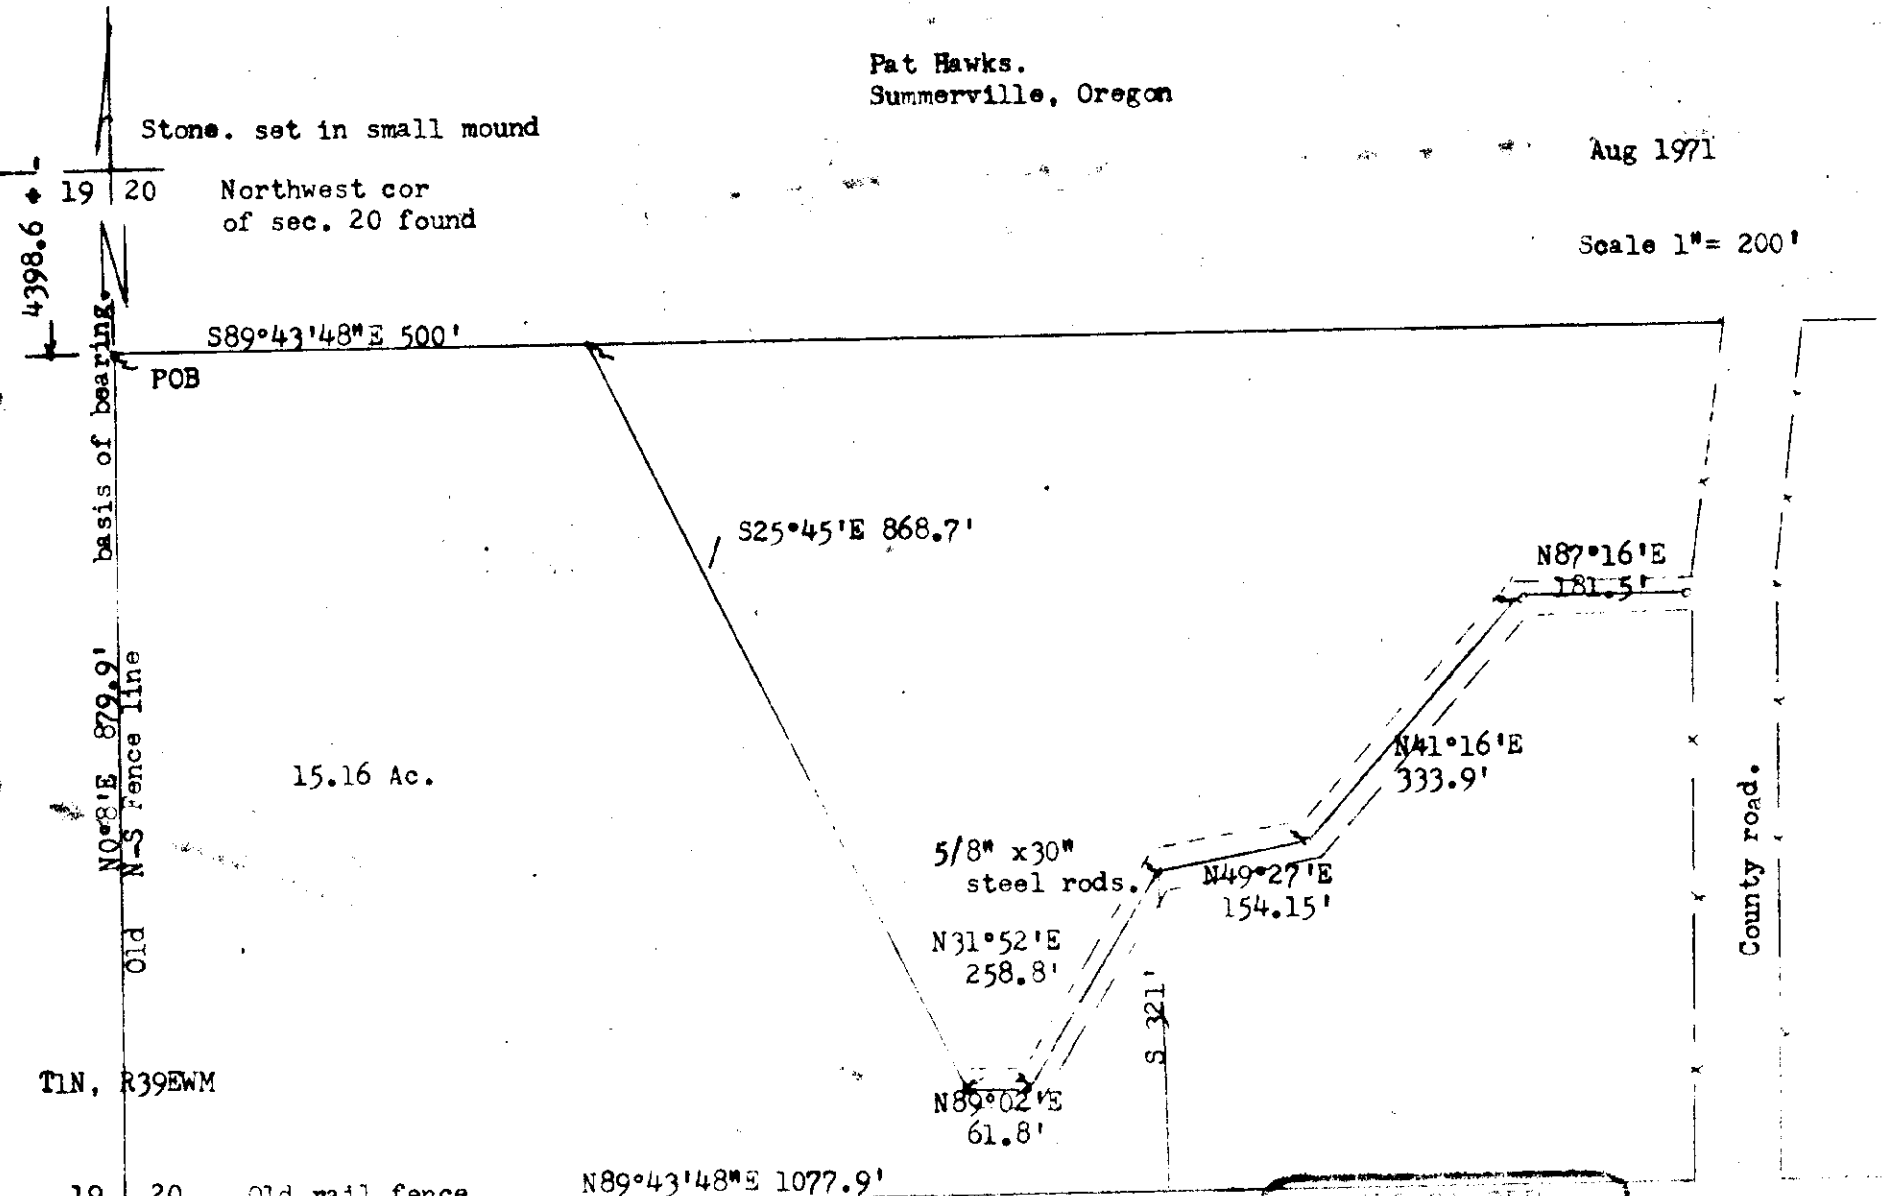 Pat Hawks.
Summerville, Oregon
Stone. set in small mound
Aug 1971
19 20
Northwest cor
of sec. 20 found
4398.6
Scale 1"= 200'
S89°43'48"E 500'
POB
basis of bearing.
S25°45'E 868.7'
N87°16'E
181.5'
N0°8'E 879.9'
Old N-S Fence line
15.16 Ac.
N41°16'E
333.9'
5/8" x30"
steel rods.
N49°27'E
154.15'
County road.
N31°52'E
258.8'
S 321'
T1N, R39EWM
N89°02'E
61.8'
N89°43'48"E 1077.9'
19 20 Old rail fence